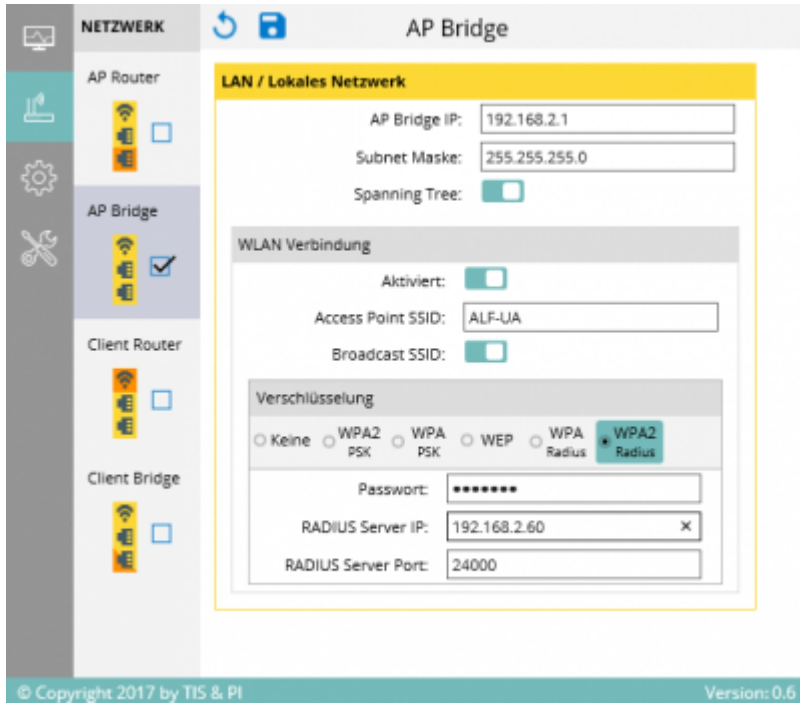 NETZWERK
AP Bridge
AP Router
AP Bridge
Client Router
Client Bridge
LAN / Lokales Netzwerk
AP Bridge IP: 192.168.2.1
Subnet Maske: 255.255.255.0
Spanning Tree:
WLAN Verbindung
Aktiviert:
Access Point SSID: ALF-UA
Broadcast SSID:
Verschlüsselung
Keine WPA2 PSK WPA PSK WEP WPA Radius WPA2 Radius
Passwort: •••••••
RADIUS Server IP: 192.168.2.60 ×
RADIUS Server Port: 24000
© Copyright 2017 by TIS & PI Version: 0.6